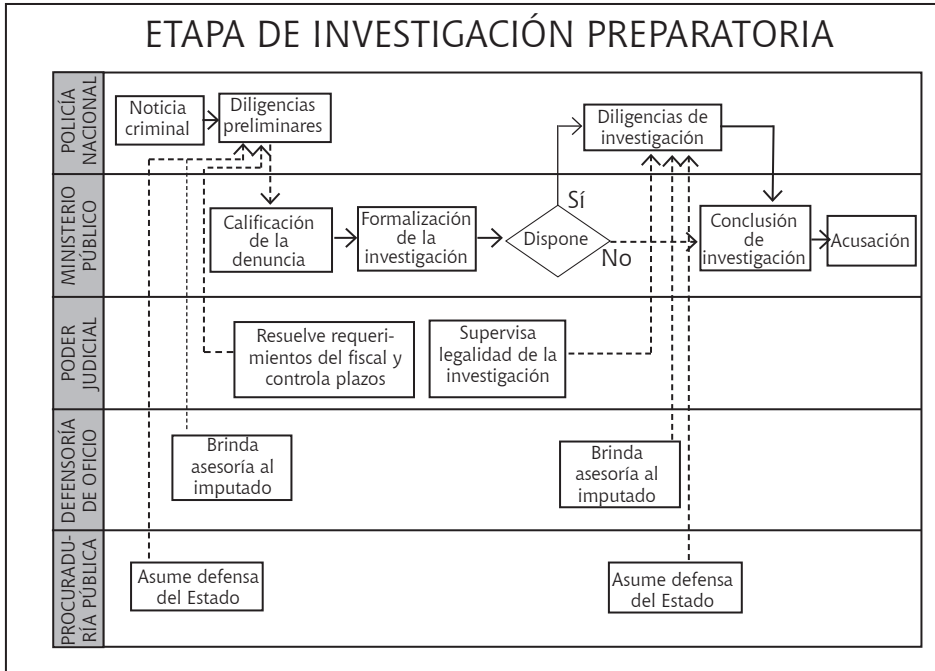 ETAPA DE INVESTIGACIÓN PREPARATORIA
POLICÍA
NACIONAL
Noticia
criminal
Diligencias
preliminares
Diligencias de
investigación
MINISTERIO
PÚBLICO
Calificación
de la
denuncia
Formalización
de la
investigación
Dispone
Sí
No
Conclusión
de
investigación
Acusación
PODER
JUDICIAL
Resuelve requeri-
mientos del fiscal y
controla plazos
Supervisa
legalidad de la
investigación
DEFENSORÍA
DE OFICIO
Brinda
asesoría al
imputado
Brinda
asesoría al
imputado
PROCURADU-
RÍA PÚBLICA
Asume defensa
del Estado
Asume defensa
del Estado